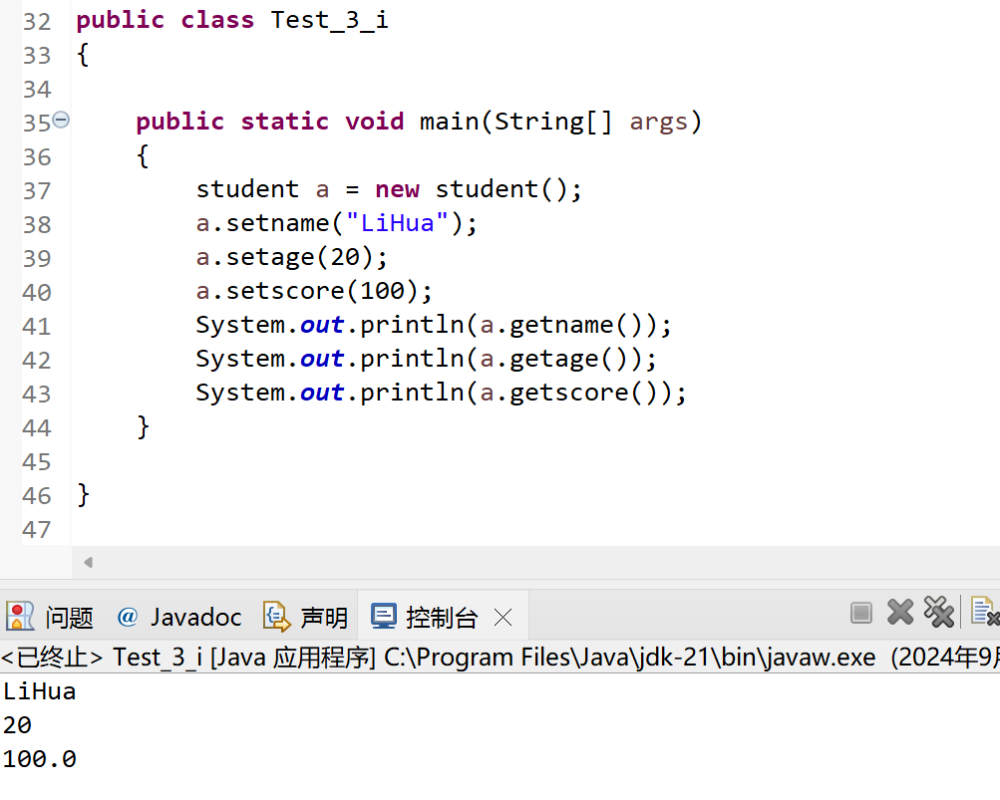 32 public class Test_3_i
33 {
34
35 public static void main(String[] args)
36 {
37 student a = new student();
38 a.setname("LiHua");
39 a.setage(20);
40 a.setscore(100);
41 System.out.println(a.getname());
42 System.out.println(a.getage());
43 System.out.println(a.getscore());
44 }
45
46 }
47
问题 @ Javadoc 声明 控制台
<已终止> Test_3_i [Java 应用程序] C:\Program Files\Java\jdk-21\bin\javaw.exe (2024年9
LiHua
20
100.0